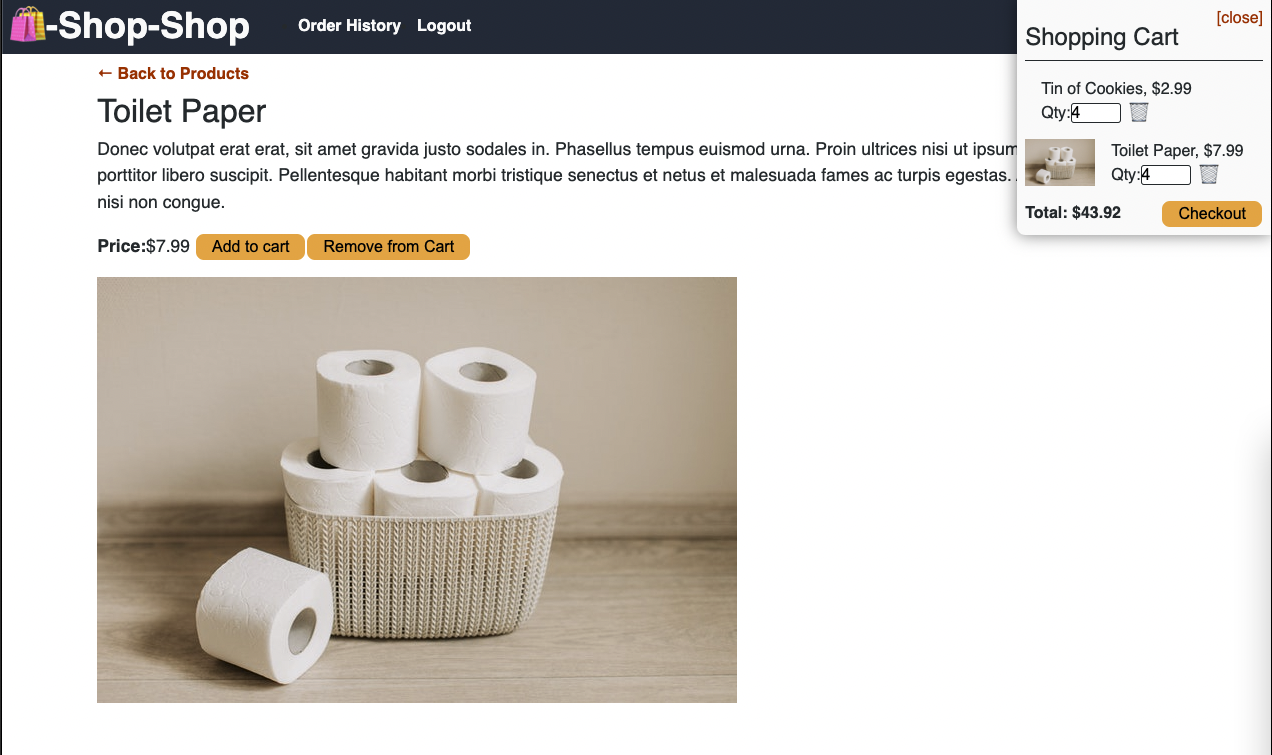 -Shop-Shop
Order History
Logout
← Back to Products
Toilet Paper
Donec volutpat erat erat, sit amet gravida justo sodales in. Phasellus tempus euismod urna. Proin ultrices nisi ut ipsum
porttitor libero suscipit. Pellentesque habitant morbi tristique senectus et netus et malesuada fames ac turpis egestas.
nisi non congue.
Price:$7.99
Add to cart
Remove from Cart
[close]
Shopping Cart
Tin of Cookies, $2.99
Qty:4
Toilet Paper, $7.99
Qty:4
Total: $43.92
Checkout